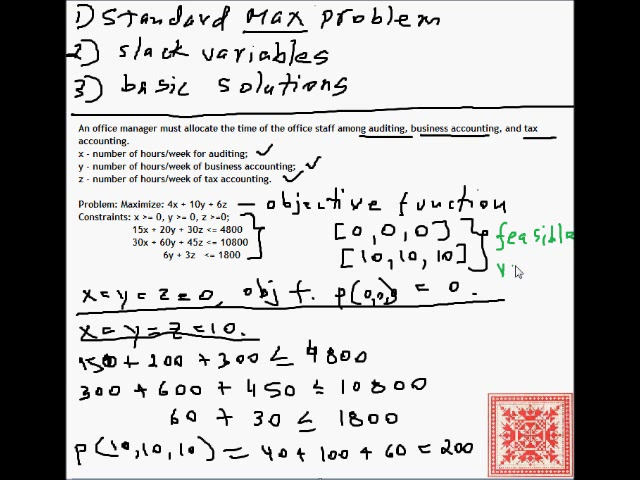 1) Standard Max problem
2) slack variables
3) basic solutions
An office manager must allocate the time of the office staff among auditing, business accounting, and tax
accounting.
x - number of hours/week for auditing;
y - number of hours/week of business accounting;
z - number of hours/week of tax accounting.
Problem: Maximize: 4x + 10y + 6z — objective function
Constraints: x >= 0, y >= 0, z >=0;
15x + 20y + 30z <= 4800 [0,0,0] feasible
30x + 60y + 45z <= 10800 [10,10,10] v
6y + 3z <= 1800
x=y=z=0, obj f. p(0,0,0) = 0.
x=y=z=10.
150 + 200 + 300 ≤ 4800
300 + 600 + 450 ≤ 10800
60 + 30 ≤ 1800
p(10,10,10) = 40+100+60=200